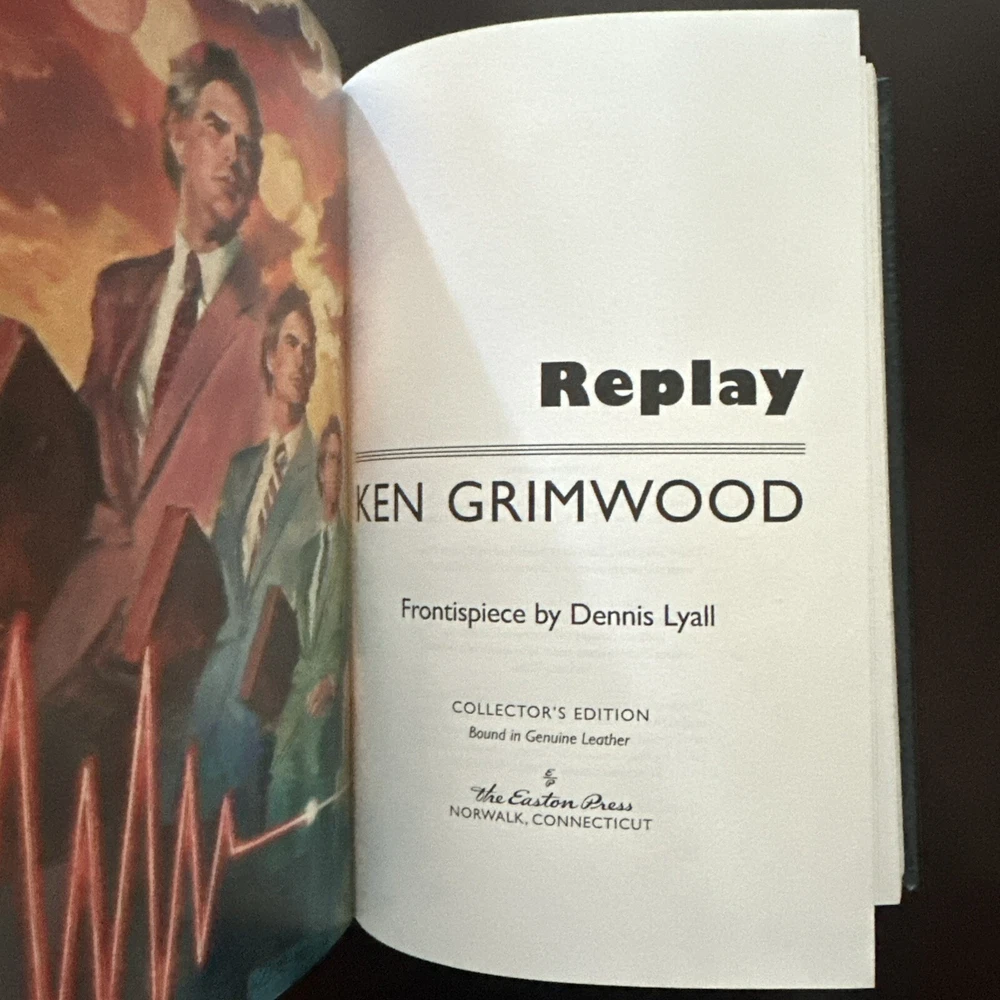 Replay
KEN GRIMWOOD
Frontispiece by Dennis Lyall
COLLECTOR'S EDITION
Bound in Genuine Leather
E/P
the Easton Press
NORWALK, CONNECTICUT